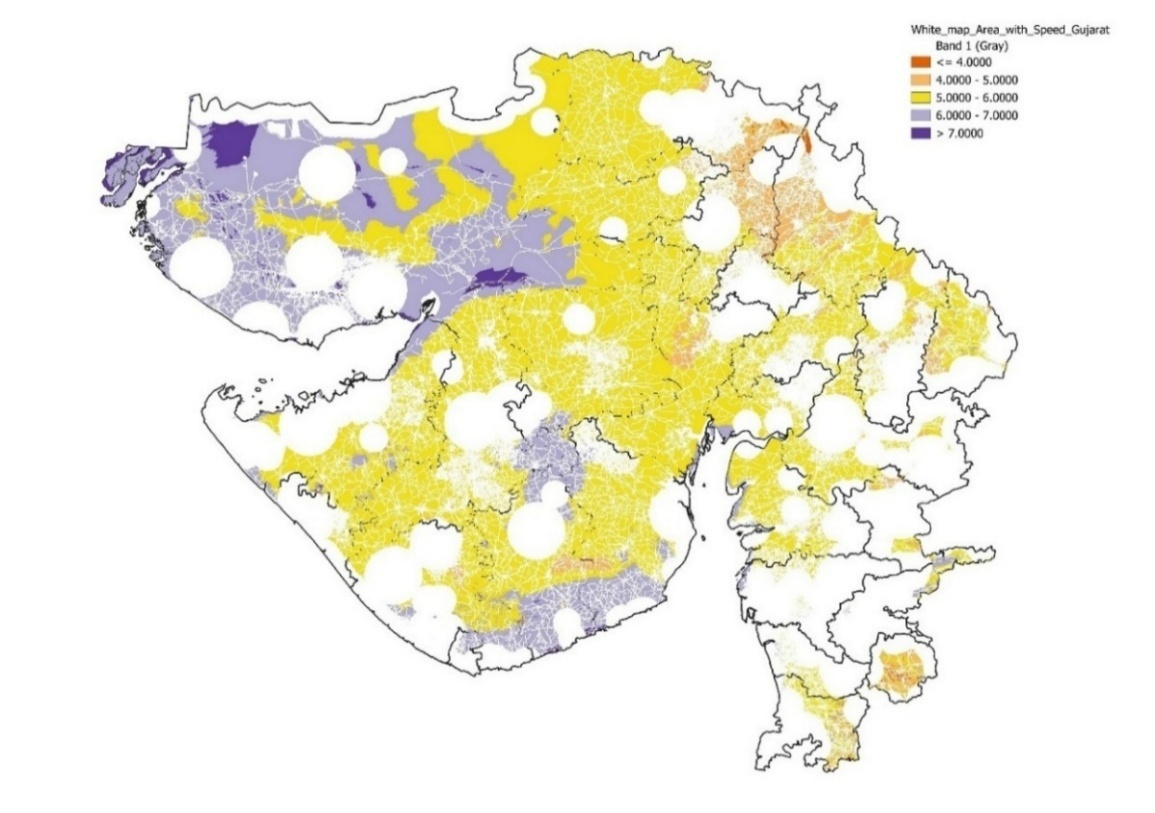 White_map_Area_with_Speed_Gujarat
Band 1 (Gray)
<= 4.0000
4.0000 - 5.0000
5.0000 - 6.0000
6.0000 - 7.0000
> 7.0000